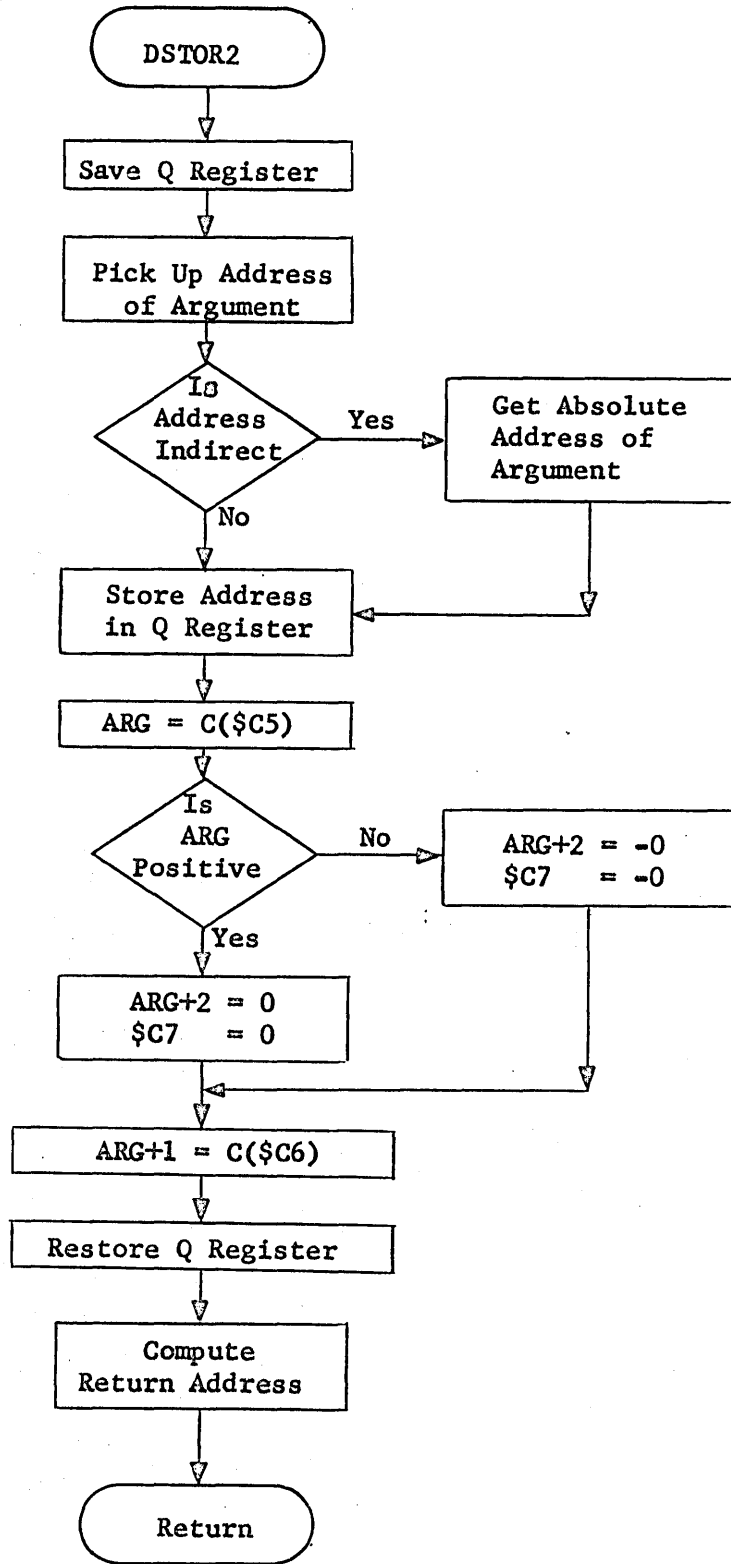 DSTOR2
Save Q Register
Pick Up Address
of Argument
Is
Address
Indirect
Yes
Get Absolute
Address of
Argument
No
Store Address
in Q Register
ARG = C($C5)
Is
ARG
Positive
No
ARG+2 = -0
$C7 = -0
Yes
ARG+2 = 0
$C7 = 0
ARG+1 = C($C6)
Restore Q Register
Compute
Return Address
Return